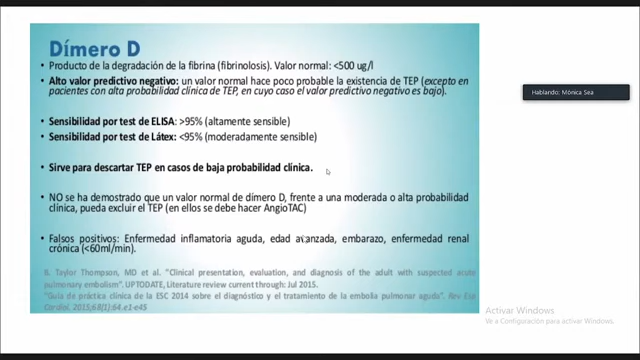 Dímero D
• Producto de la degradación de la fibrina (fibrinolosis). Valor normal: <500 ug/l
• Alto valor predictivo negativo: un valor normal hace poco probable la existencia de TEP (excepto en
pacientes con alta probabilidad clínica de TEP, en cuyo caso el valor predictivo negativo es bajo).
• Sensibilidad por test de ELISA: >95% (altamente sensible)
• Sensibilidad por test de Látex: <95% (moderadamente sensible)
• Sirve para descartar TEP en casos de baja probabilidad clínica.
• NO se ha demostrado que un valor normal de dímero D, frente a una moderada o alta probabilidad
clínica, pueda excluir el TEP (en ellos se debe hacer AngioTAC)
• Falsos positivos: Enfermedad inflamatoria aguda, edad avanzada, embarazo, enfermedad renal
crónica (<60ml/min).
B. Taylor Thompson, MD et al. "Clinical presentation, evaluation, and diagnosis of the adult with suspected acute
pulmonary embolism". UPTODATE, Literature review current through: Jul 2015.
"Guía de práctica clínica de la ESC 2014 sobre el diagnóstico y el tratamiento de la embolia pulmonar aguda". Rev Esp
Cardiol. 2015;68(1):64.e1-e45
Hablando: Mónica Sea
Activar Windows
Ve a Configuración para activar Windows.